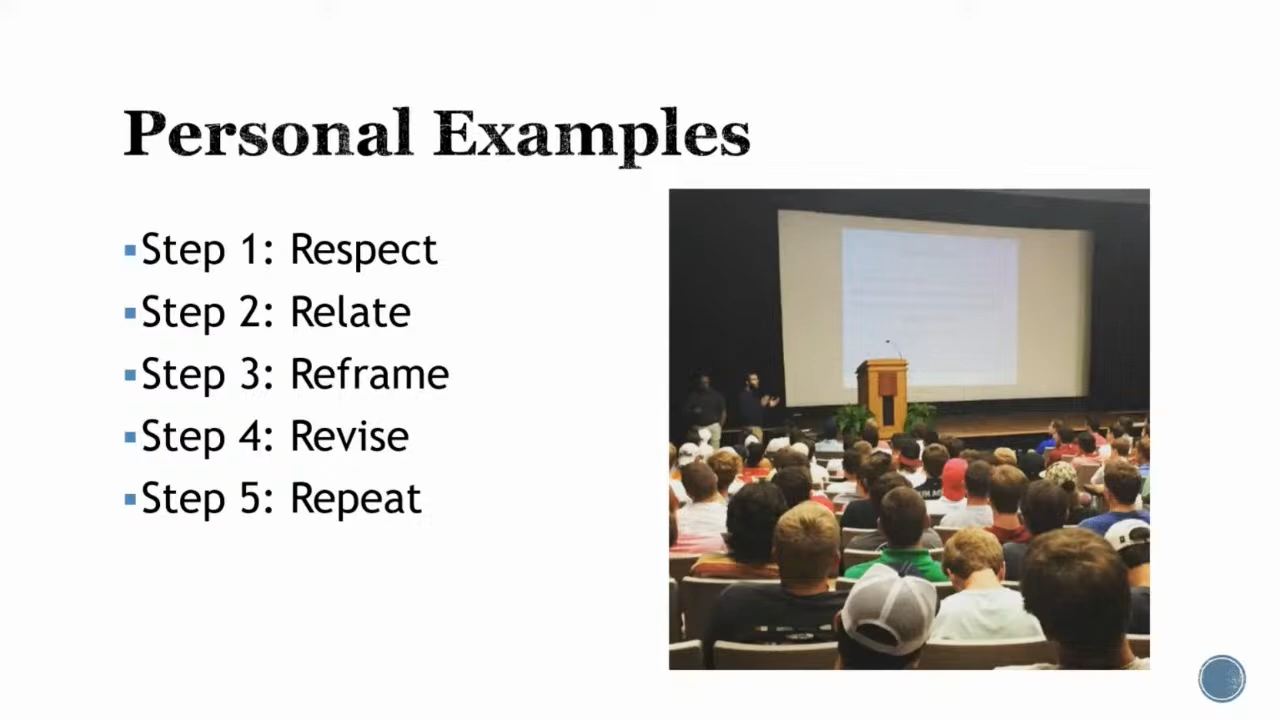 Personal Examples
Step 1: Respect
Step 2: Relate
Step 3: Reframe
Step 4: Revise
Step 5: Repeat